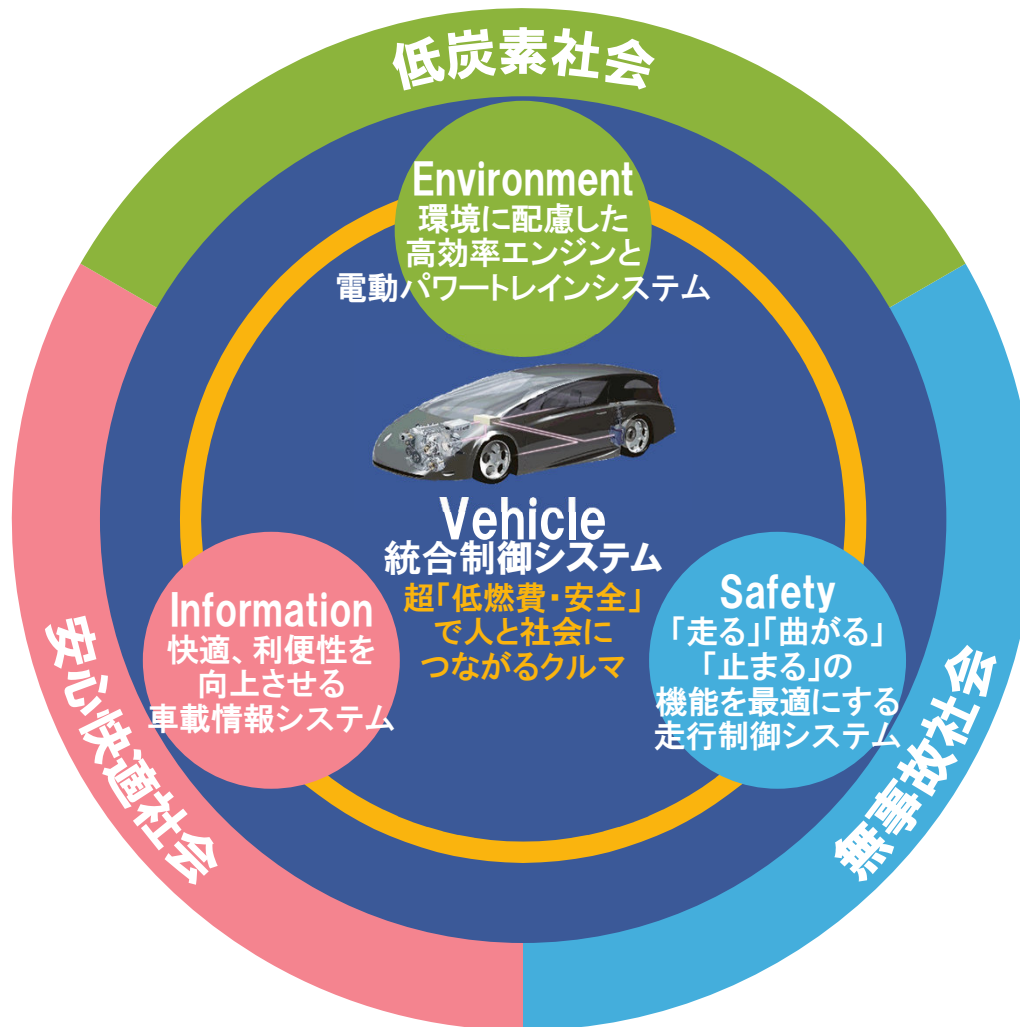 低炭素社会
Environment
環境に配慮した
高効率エンジンと
電動パワートレインシステム
Vehicle
統合制御システム
超「低燃費・安全」
で人と社会に
つながるクルマ
Information
快適、利便性を
向上させる
車載情報システム
Safety
「走る」「曲がる」
「止まる」の
機能を最適にする
走行制御システム
安心快適社会
無事故社会